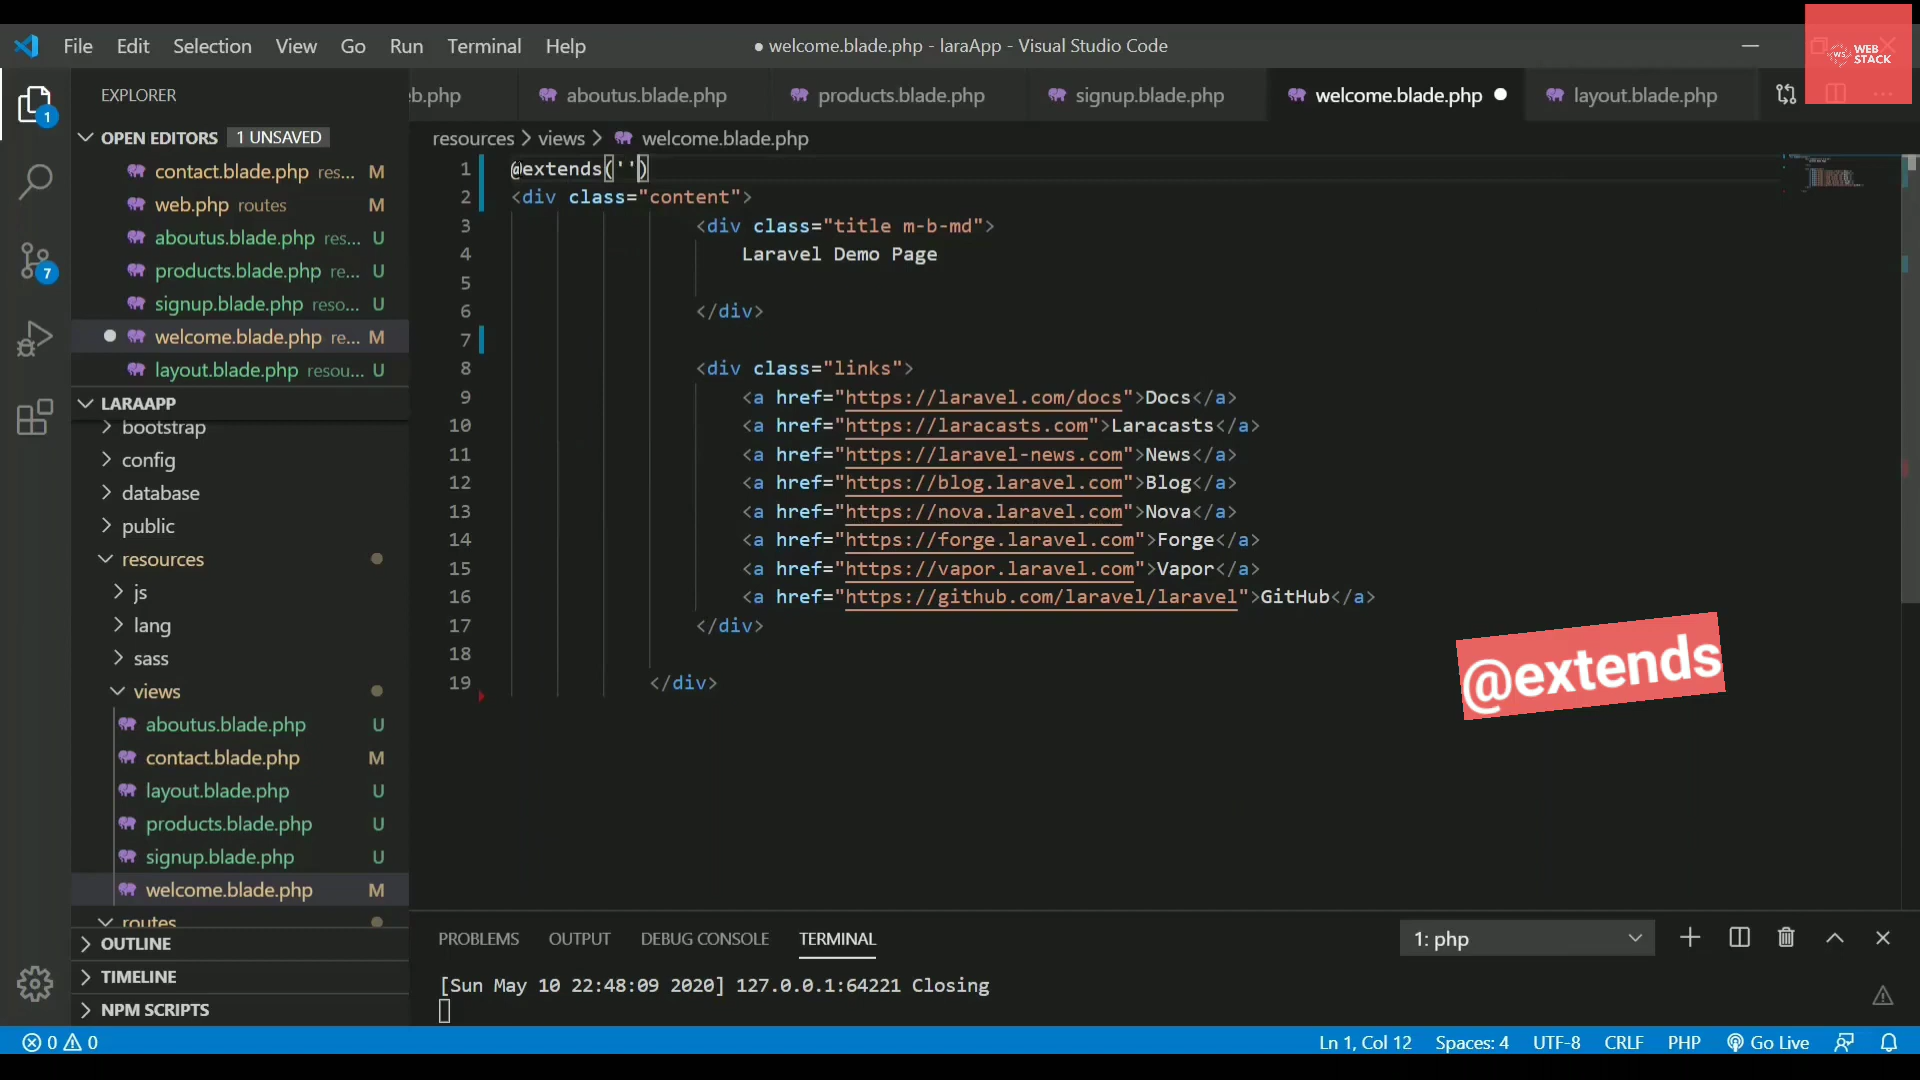 File Edit Selection View Go Run Terminal Help
● welcome.blade.php - laraApp - Visual Studio Code
WS WEB STACK
EXPLORER
OPEN EDITORS 1 UNSAVED
contact.blade.php res... M
web.php routes M
aboutus.blade.php res... U
products.blade.php re... U
signup.blade.php reso... U
welcome.blade.php re... M
layout.blade.php resou... U
LARAAPP
bootstrap
config
database
public
resources
js
lang
sass
views
aboutus.blade.php U
contact.blade.php M
layout.blade.php U
products.blade.php U
signup.blade.php U
welcome.blade.php M
routes
OUTLINE
TIMELINE
NPM SCRIPTS
1
7
b.php aboutus.blade.php products.blade.php signup.blade.php welcome.blade.php layout.blade.php
resources > views > welcome.blade.php
1 @extends('')
2 <div class="content">
3 <div class="title m-b-md">
4 Laravel Demo Page
5
6 </div>
7
8 <div class="links">
9 <a href="https://laravel.com/docs">Docs</a>
10 <a href="https://laracasts.com">Laracasts</a>
11 <a href="https://laravel-news.com">News</a>
12 <a href="https://blog.laravel.com">Blog</a>
13 <a href="https://nova.laravel.com">Nova</a>
14 <a href="https://forge.laravel.com">Forge</a>
15 <a href="https://vapor.laravel.com">Vapor</a>
16 <a href="https://github.com/laravel/laravel">GitHub</a>
17 </div>
18
19 </div>
@extends
PROBLEMS OUTPUT DEBUG CONSOLE TERMINAL 1: php
[Sun May 10 22:48:09 2020] 127.0.0.1:64221 Closing
0 0 Ln 1, Col 12 Spaces: 4 UTF-8 CRLF PHP Go Live